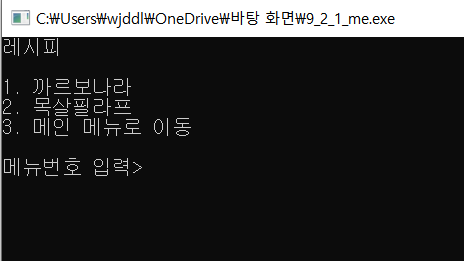 C:₩Users₩wjddl₩OneDrive₩바탕 화면₩9_2_1_me.exe
레시피
1. 까르보나라
2. 목살필라프
3. 메인 메뉴로 이동
메뉴번호 입력>